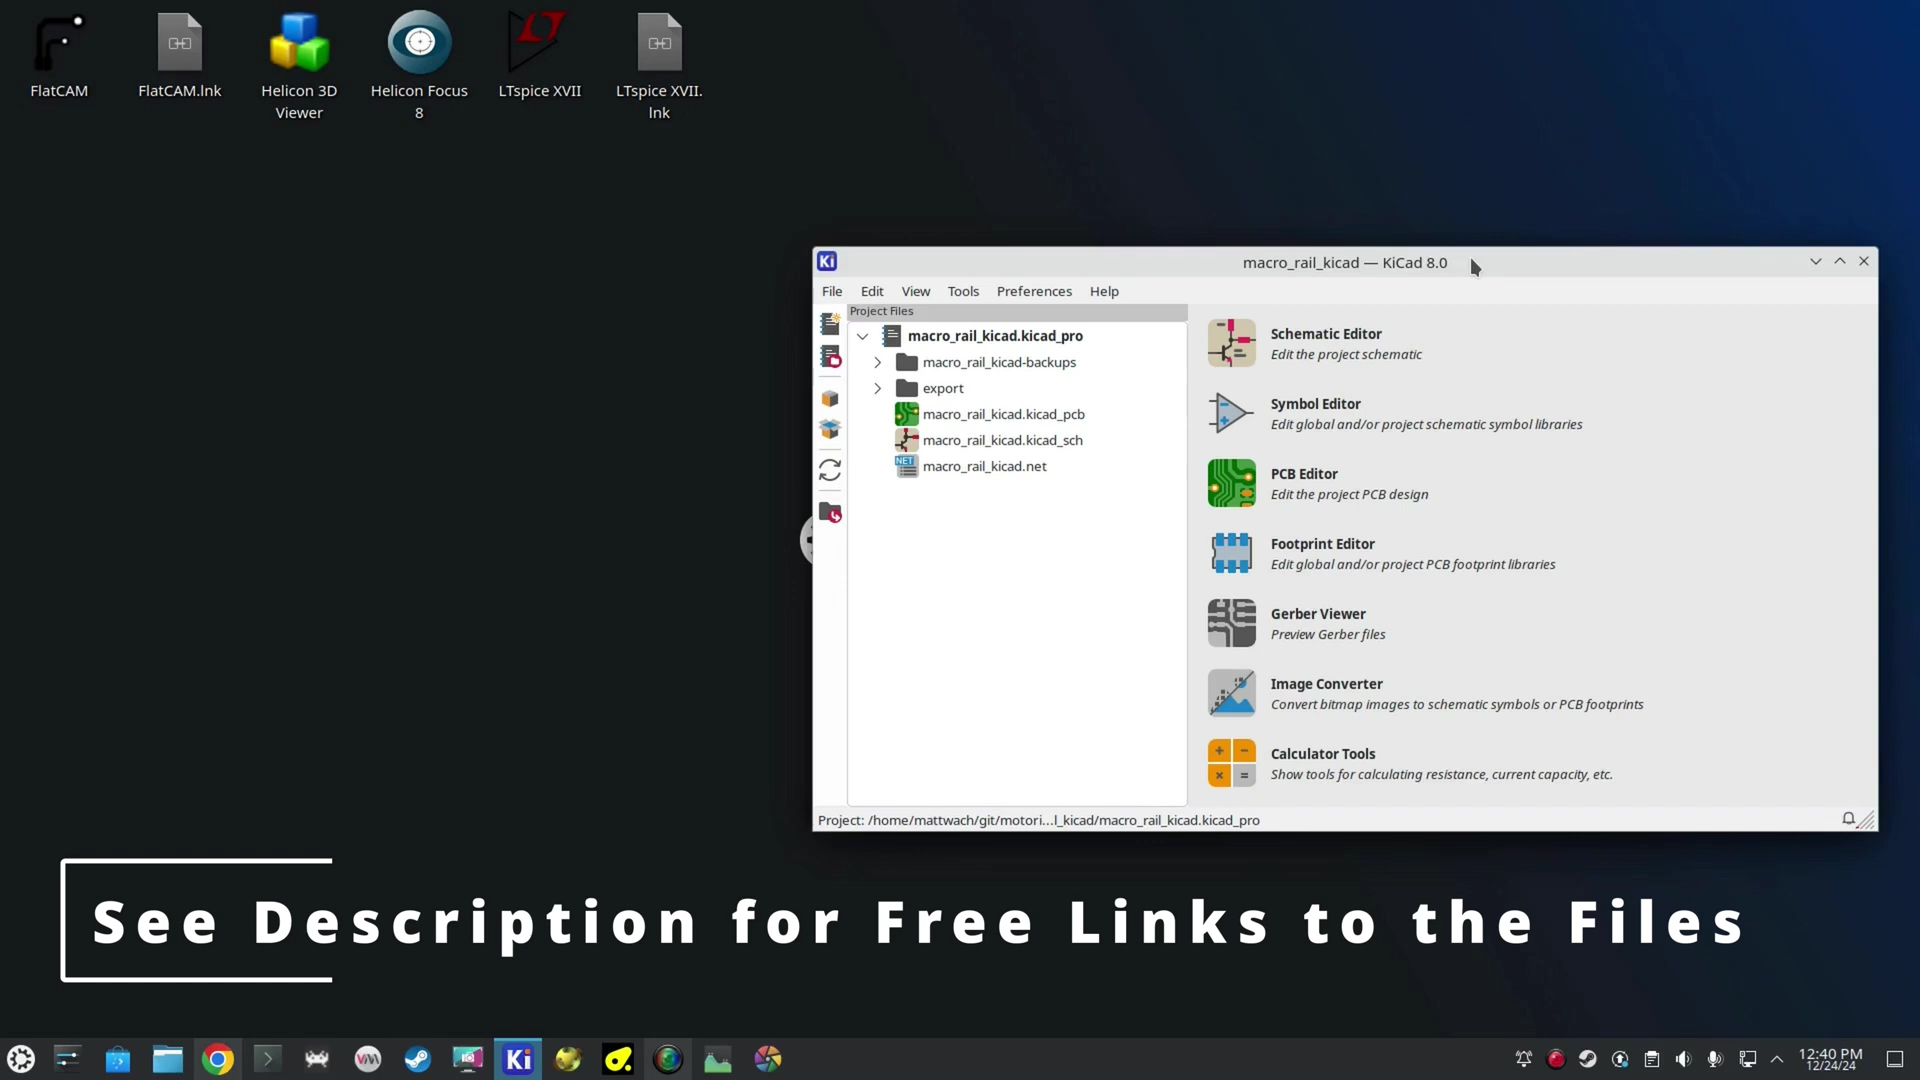 FlatCAM
FlatCAM.lnk
Helicon 3D
Viewer
Helicon Focus
8
LTspice XVII
LTspice XVII.
lnk
Ki
macro_rail_kicad — KiCad 8.0
File Edit View Tools Preferences Help
Project Files
macro_rail_kicad.kicad_pro
macro_rail_kicad-backups
export
macro_rail_kicad.kicad_pcb
macro_rail_kicad.kicad_sch
NET
macro_rail_kicad.net
Schematic Editor
Edit the project schematic
Symbol Editor
Edit global and/or project schematic symbol libraries
PCB Editor
Edit the project PCB design
Footprint Editor
Edit global and/or project PCB footprint libraries
Gerber Viewer
Preview Gerber files
Image Converter
Convert bitmap images to schematic symbols or PCB footprints
Calculator Tools
Show tools for calculating resistance, current capacity, etc.
Project: /home/mattwach/git/motori...l_kicad/macro_rail_kicad.kicad_pro
See Description for Free Links to the Files
Ki
12:40 PM
12/24/24